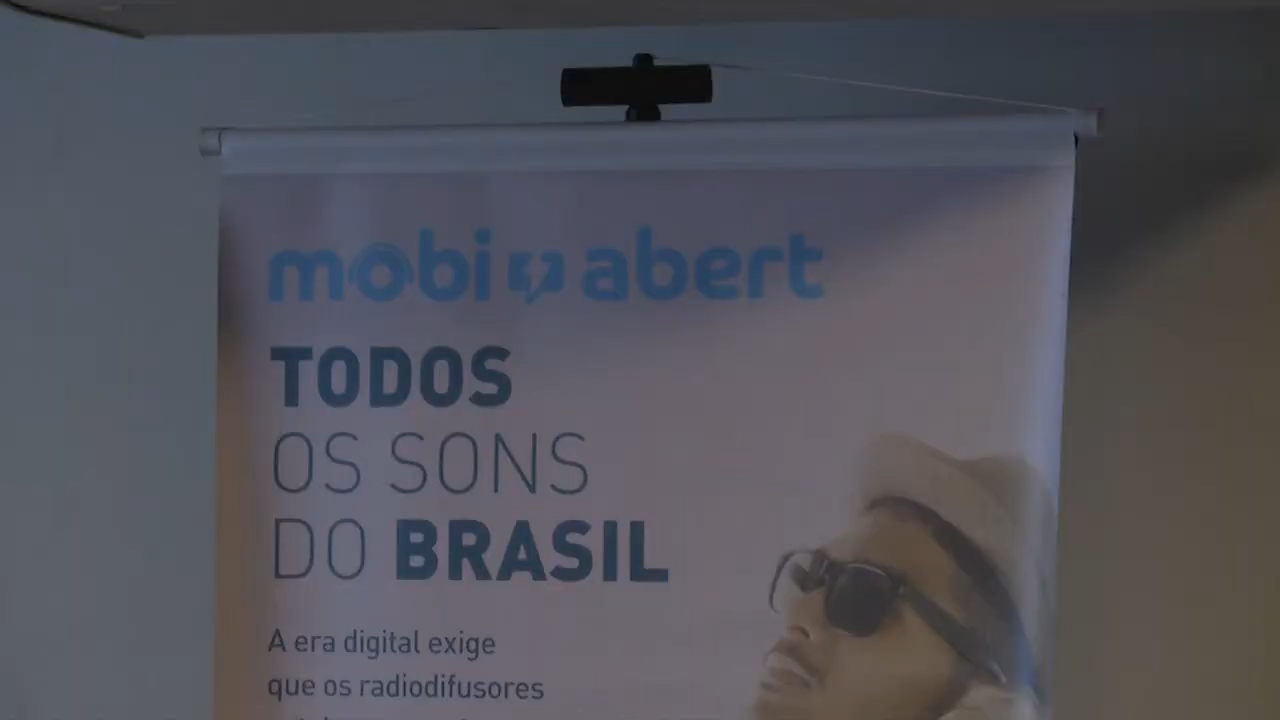 mobi abert
TODOS
OS SONS
DO BRASIL
A era digital exige
que os radiodifusores